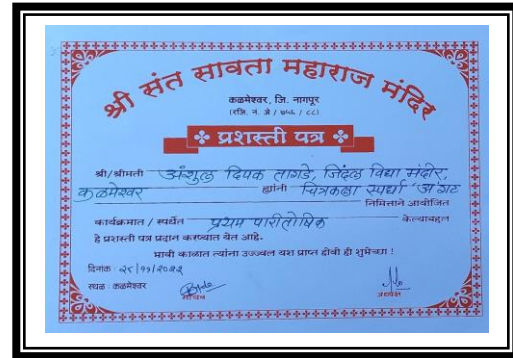 श्री संत सावता महाराज मंदिर
कळमेश्वर, जि. नागपूर
प्रशस्ती पत्र
श्री/श्रीमती अंशुल दिपक तागडे, जिंदल विद्या मंदीर,
कळमेश्वर ह्यांनी चित्रकला स्पर्धा 'अ' गट
निमित्ताने आयोजित
कार्यक्रमात / स्पर्धेत प्रथम पारीतोषिक केल्याबद्दल
हे प्रशस्ती पत्र प्रदान करण्यात येत आहे.
भावी काळात त्यांना उज्वल यश प्राप्त होवो ही शुभेच्छा !
दिनांक :
स्थळ : कळमेश्वर
सचिव
अध्यक्ष